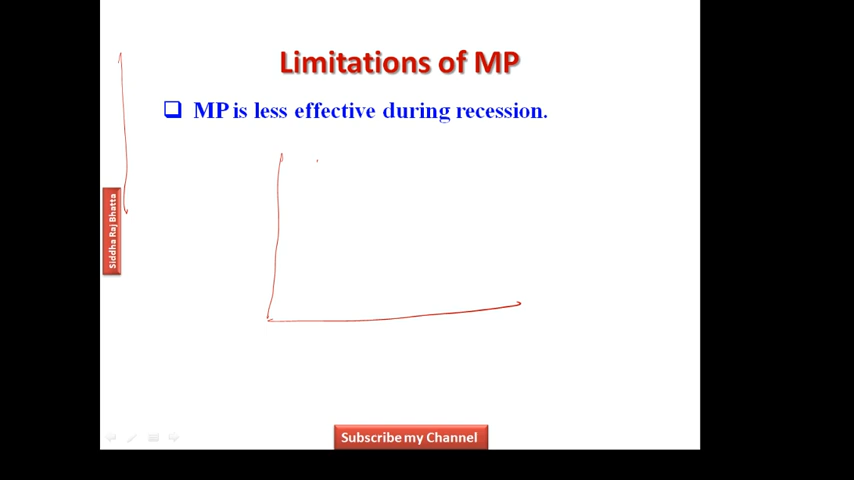 Limitations of MP
❑ MP is less effective during recession.
Siddha Raj Bhatta
Subscribe my Channel